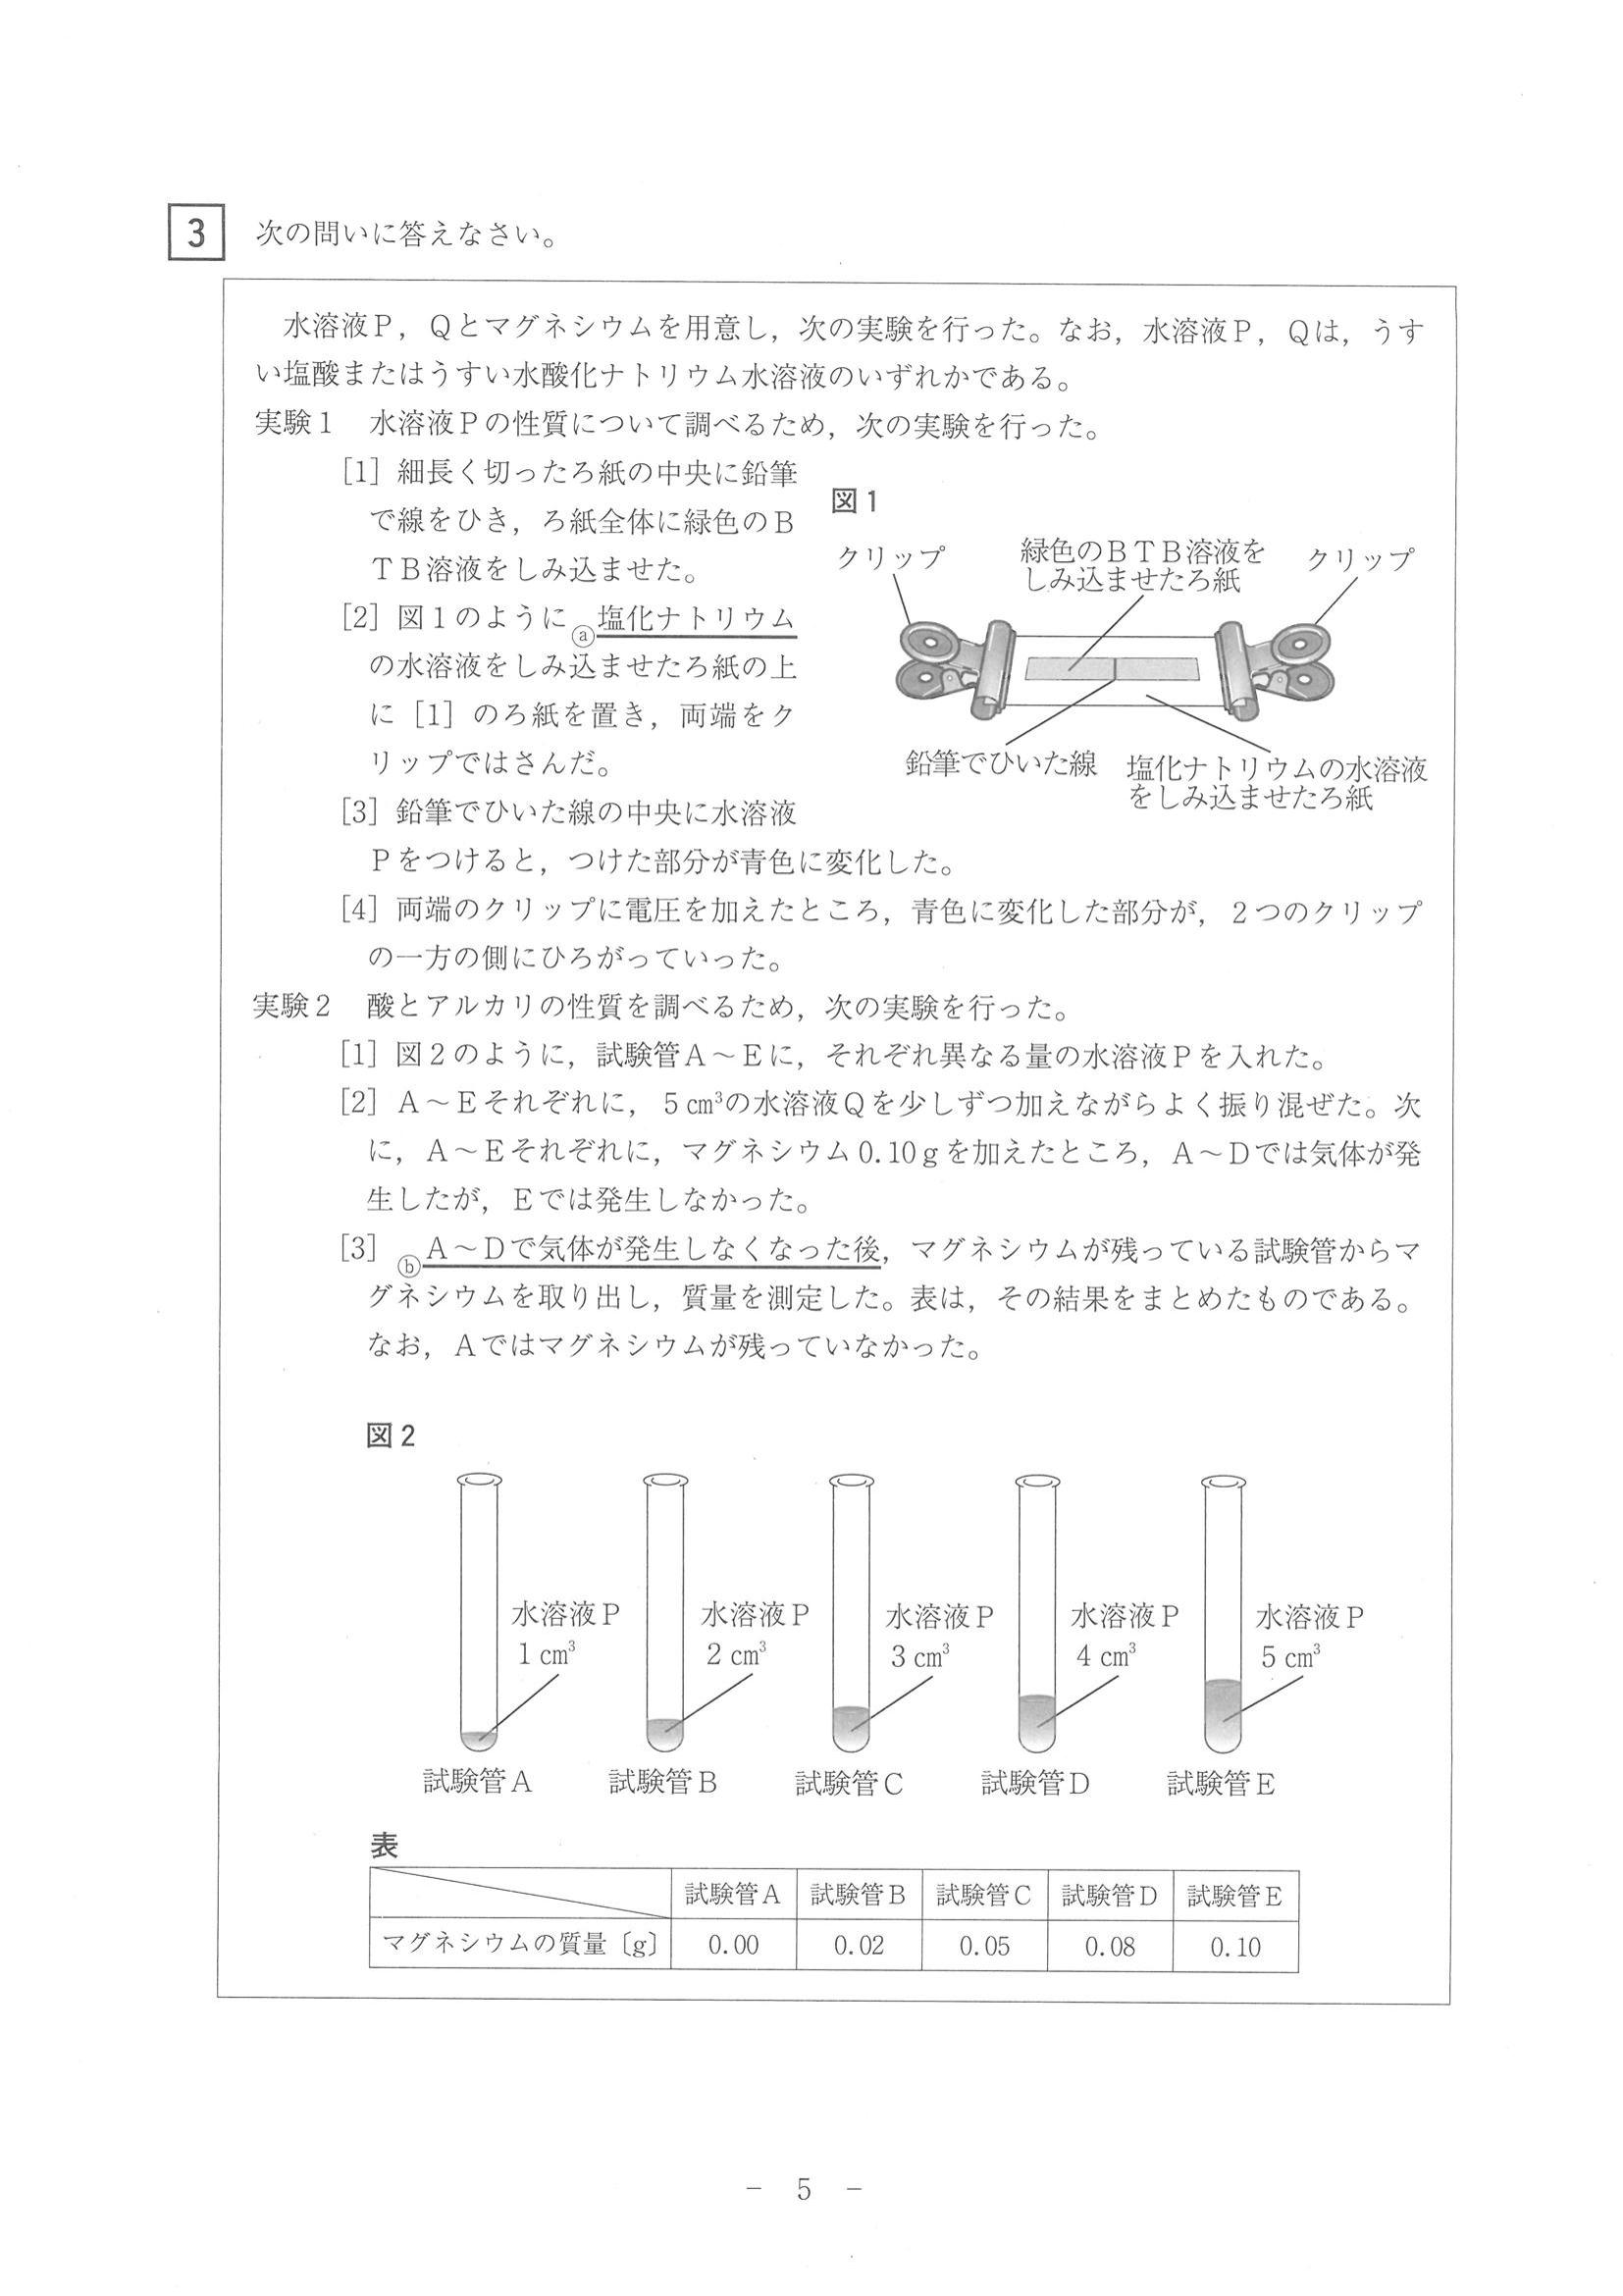 3 次の問いに答えなさい。
水溶液P，Qとマグネシウムを用意し，次の実験を行った。なお，水溶液P，Qは，うす
い塩酸またはうすい水酸化ナトリウム水溶液のいずれかである。
実験1 水溶液Pの性質について調べるため，次の実験を行った。
[1] 細長く切ったろ紙の中央に鉛筆
で線をひき，ろ紙全体に緑色のB
TB溶液をしみ込ませた。
[2] 図1のようにⓐ塩化ナトリウム
の水溶液をしみ込ませたろ紙の上
に［1］のろ紙を置き，両端をク
リップではさんだ。
[3] 鉛筆でひいた線の中央に水溶液
Pをつけると，つけた部分が青色に変化した。
図1
クリップ
緑色のBTB溶液を
しみ込ませたろ紙
クリップ
鉛筆でひいた線
塩化ナトリウムの水溶液
をしみ込ませたろ紙
[4] 両端のクリップに電圧を加えたところ，青色に変化した部分が，2つのクリップ
の一方の側にひろがっていった。
実験2 酸とアルカリの性質を調べるため，次の実験を行った。
[1] 図2のように，試験管A～Eに，それぞれ異なる量の水溶液Pを入れた。
[2] A～Eそれぞれに，5cm³の水溶液Qを少しずつ加えながらよく振り混ぜた。次
に，A～Eそれぞれに，マグネシウム0.10gを加えたところ，A～Dでは気体が発
生したが，Eでは発生しなかった。
[3] ⓑA～Dで気体が発生しなくなった後，マグネシウムが残っている試験管からマ
グネシウムを取り出し，質量を測定した。表は，その結果をまとめたものである。
なお，Aではマグネシウムが残っていなかった。
図2
水溶液P 水溶液P 水溶液P 水溶液P 水溶液P
1 cm³ 2 cm³ 3 cm³ 4 cm³ 5 cm³
試験管A 試験管B 試験管C 試験管D 試験管E
表
試験管A 試験管B 試験管C 試験管D 試験管E
マグネシウムの質量〔g〕 0.00 0.02 0.05 0.08 0.10
－ 5 －